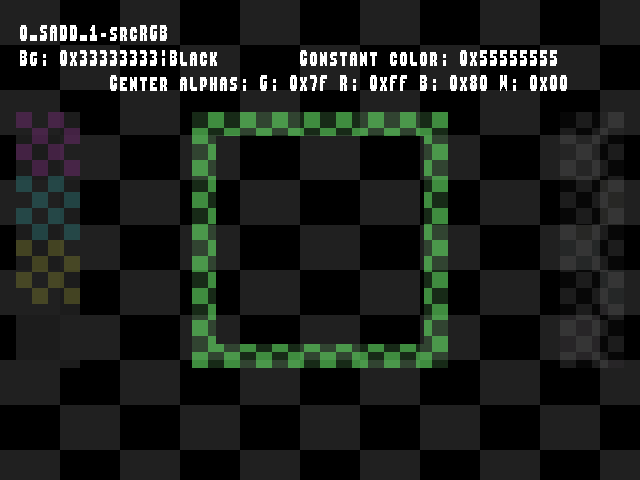 0_SADD_1-srcRGB
Bg: 0x33333333¦Black Constant color: 0x55555555
Center alphas: G: 0x7f R: 0xff B: 0x80 W: 0x00